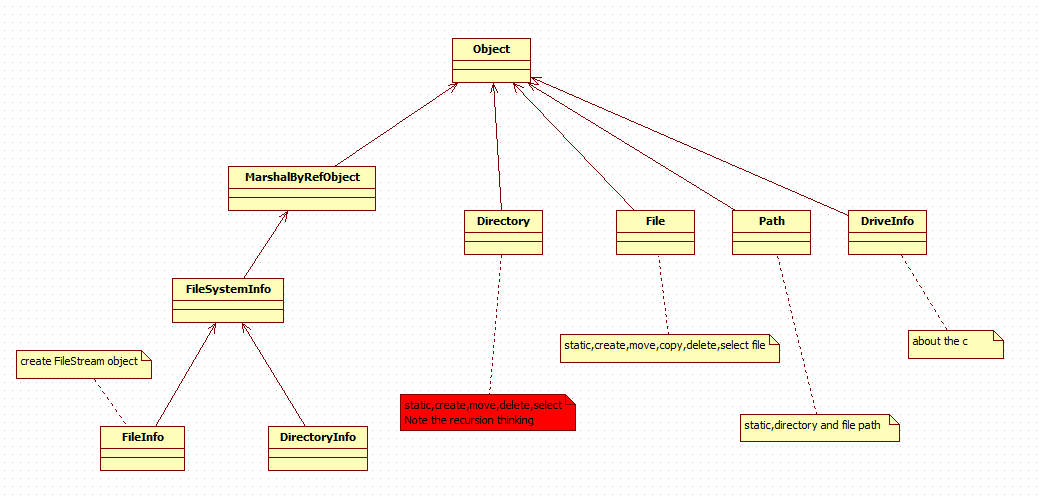 Object
MarshalByRefObject
Directory
File
Path
DriveInfo
FileSystemInfo
create FileStream object
static,create,move,copy,delete,select file
about the c
static,create,move,delete,select
Note the recursion thinking
static,directory and file path
FileInfo
DirectoryInfo